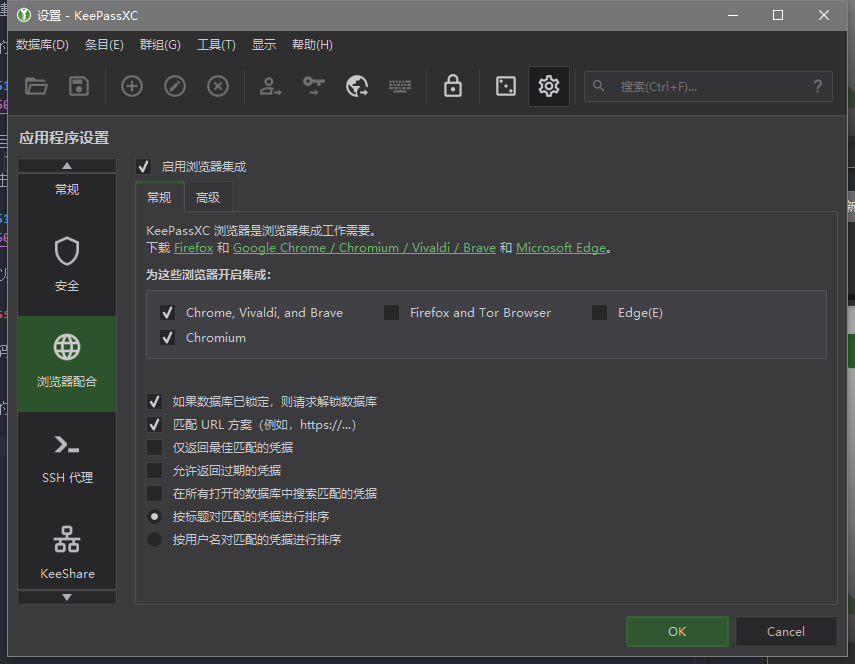 设置 - KeePassXC
数据库(D) 条目(E) 群组(G) 工具(T) 显示 帮助(H)
搜索(Ctrl+F)... ?
应用程序设置
常规
安全
浏览器配合
SSH 代理
KeeShare
启用浏览器集成
常规 高级
KeePassXC 浏览器是浏览器集成工作需要。
下载 Firefox 和 Google Chrome / Chromium / Vivaldi / Brave 和 Microsoft Edge。
为这些浏览器开启集成：
Chrome, Vivaldi, and Brave Firefox and Tor Browser Edge(E)
Chromium
如果数据库已锁定，则请求解锁数据库
匹配 URL 方案（例如，https://...）
仅返回最佳匹配的凭据
允许返回过期的凭据
在所有打开的数据库中搜索匹配的凭据
按标题对匹配的凭据进行排序
按用户名对匹配的凭据进行排序
OK Cancel